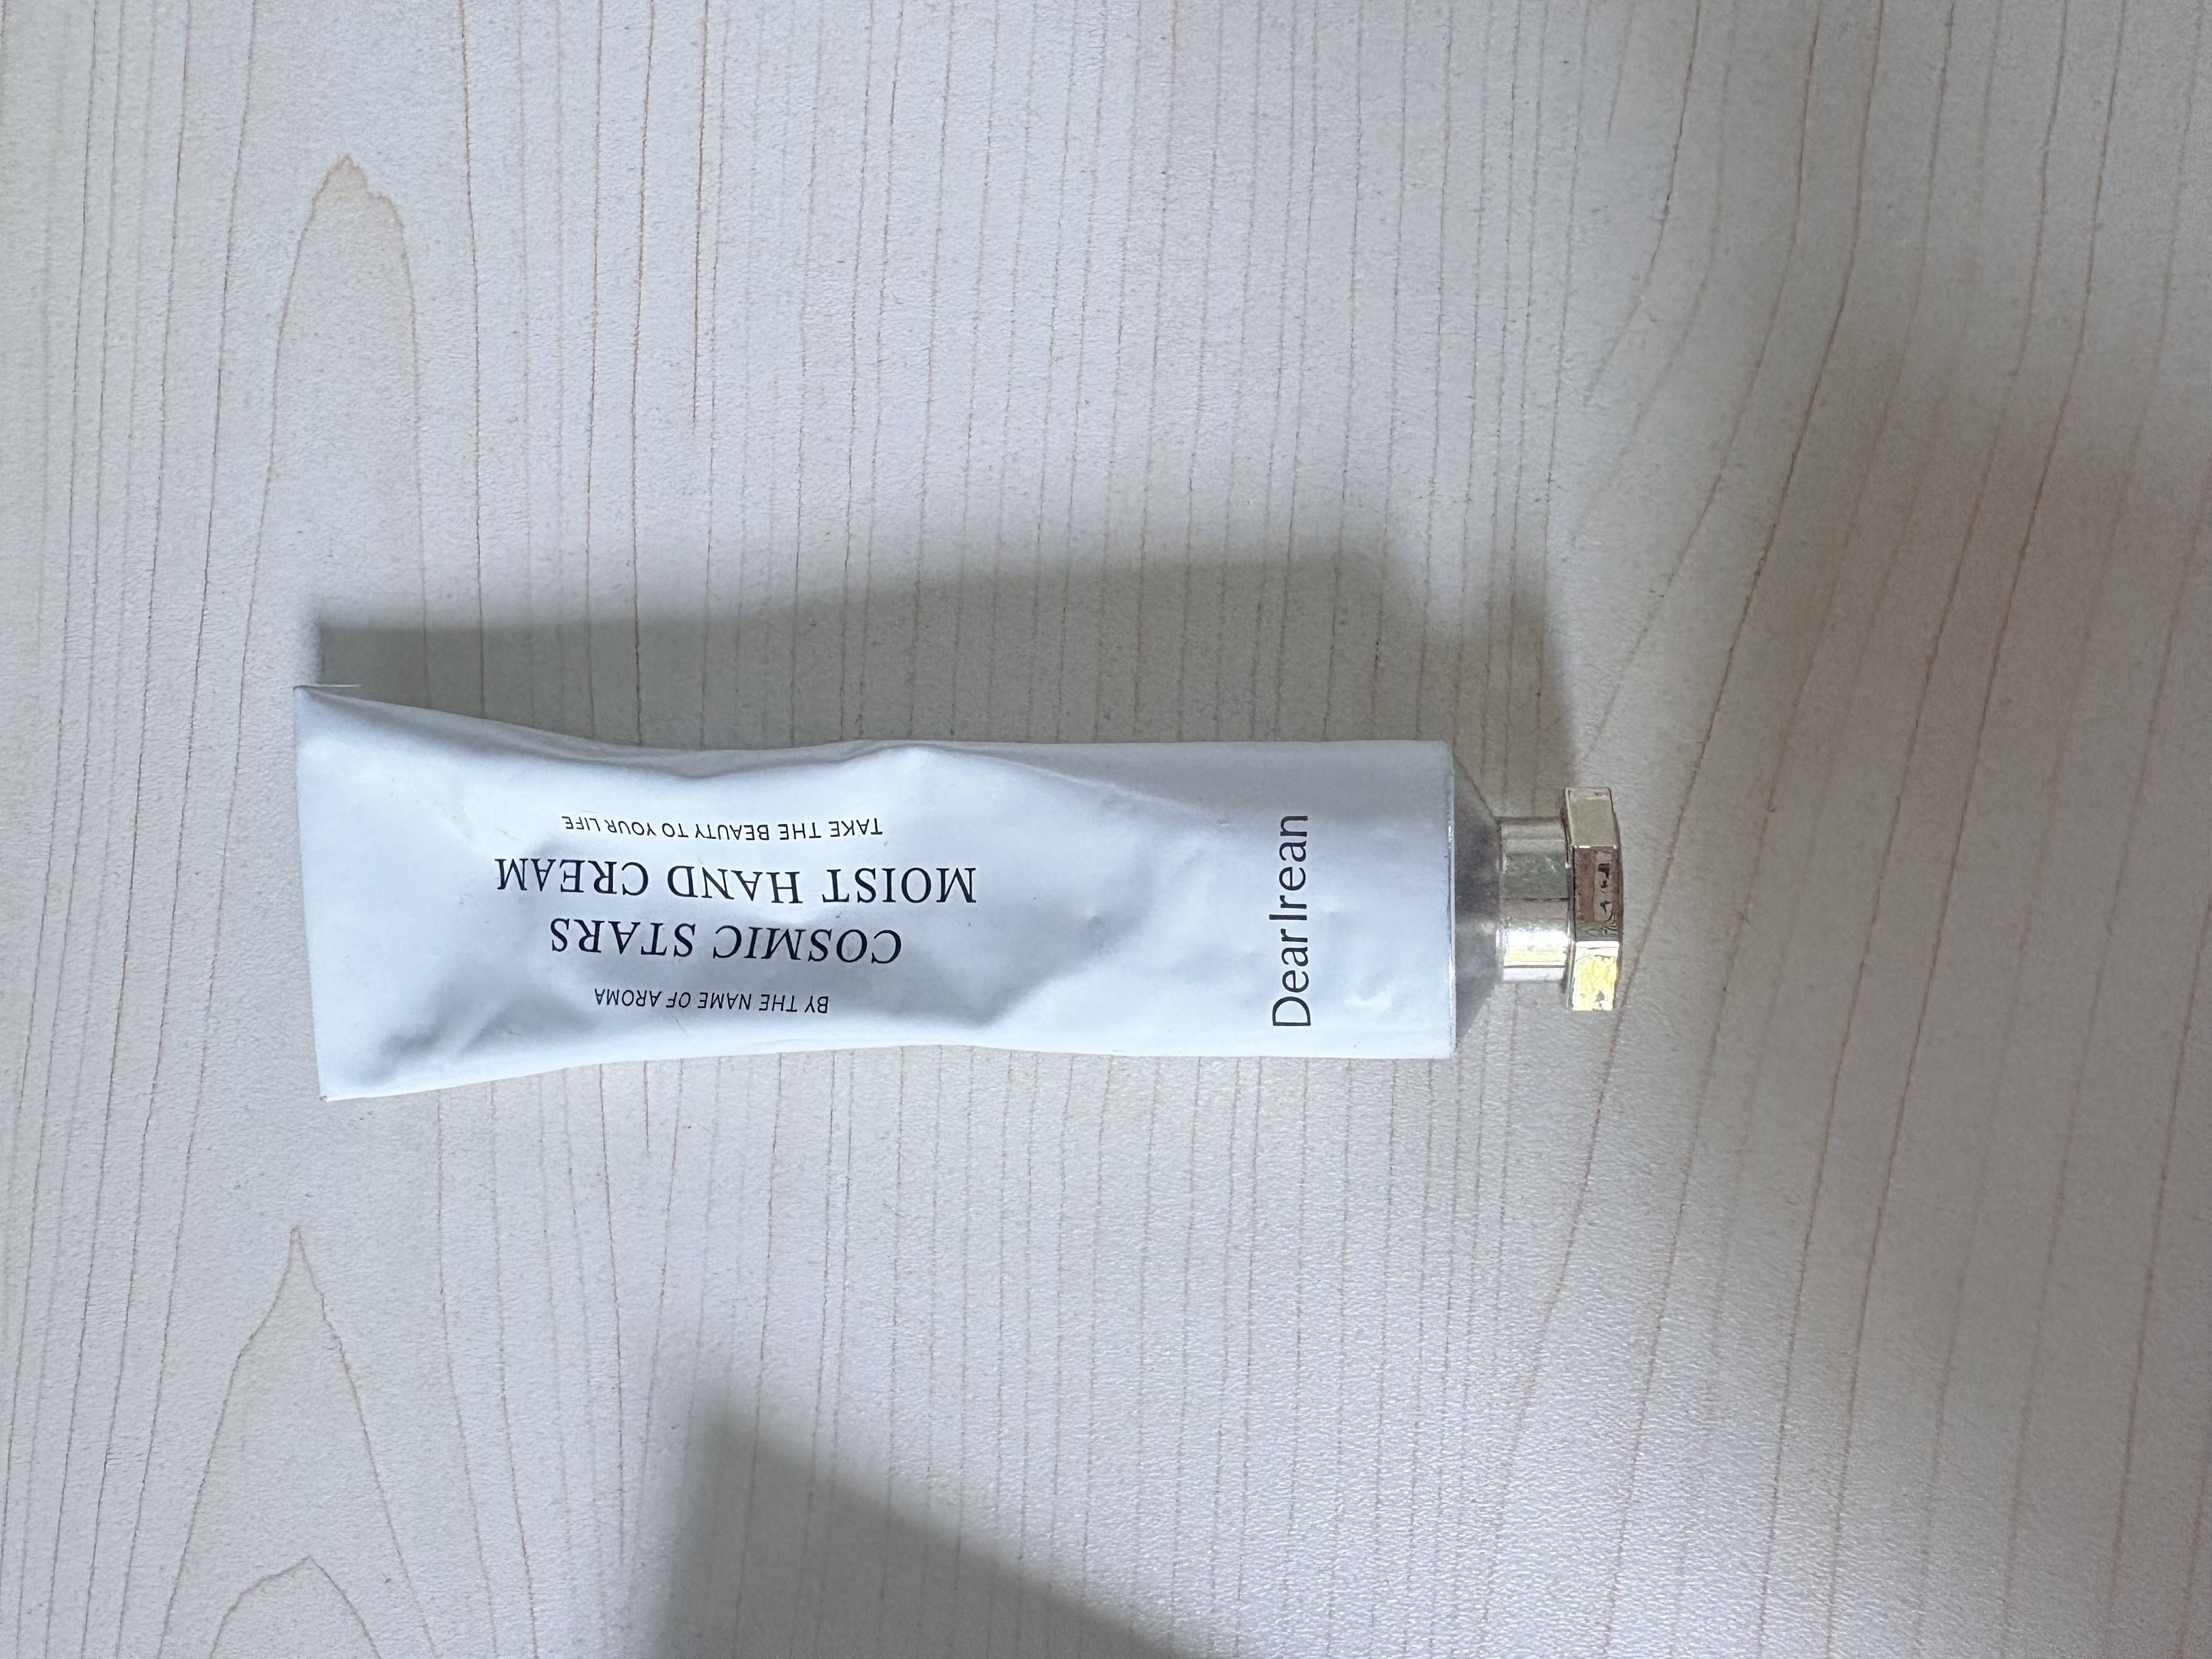 BY THE NAME OF AROMA
COSMIC STARS
MOIST HAND CREAM
TAKE THE BEAUTY TO YOUR LIFE
DearIrean